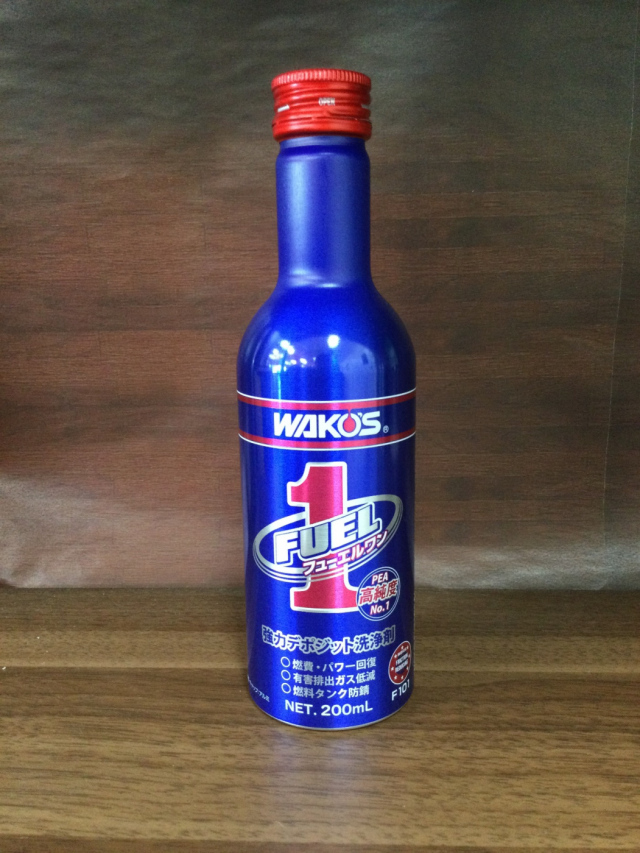 OPEN
WAKO'S®
1
FUEL
フューエルワン
PEA
高純度
No.1
強力デポジット洗浄剤
○燃費・パワー回復
○有害排出ガス低減
○燃料タンク防錆
F101
NET. 200mL